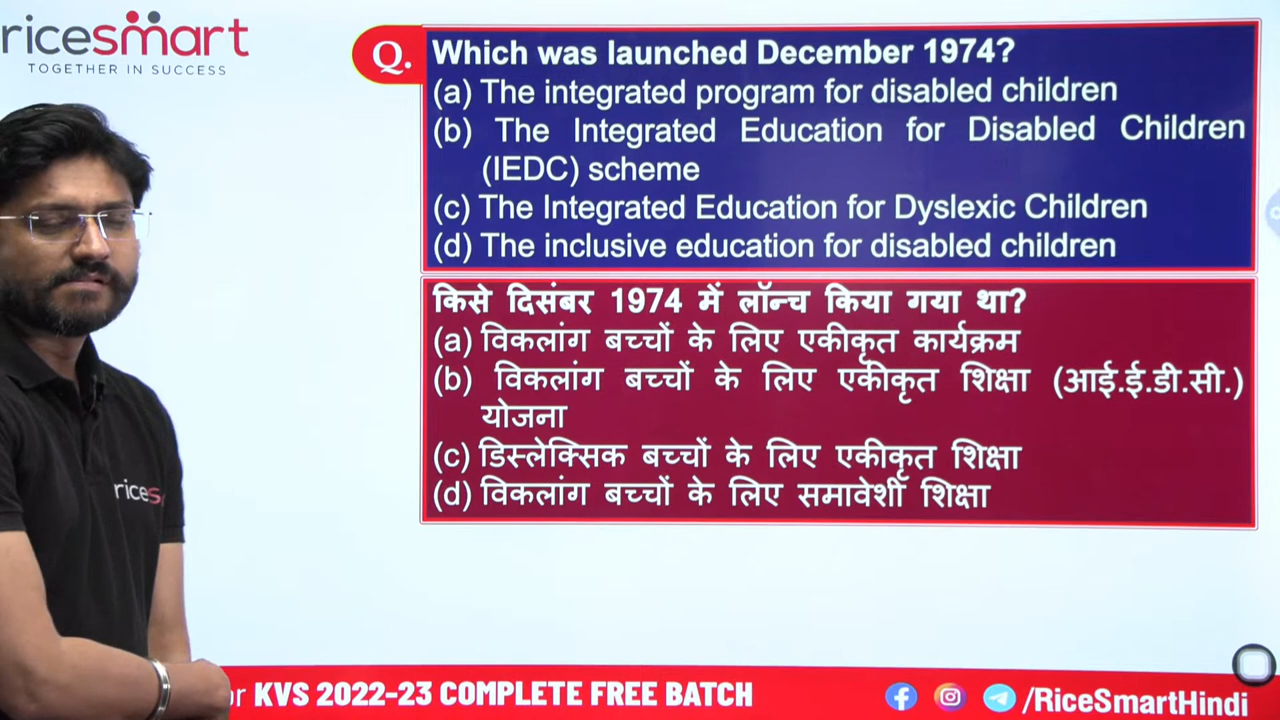 ricesmart
TOGETHER IN SUCCESS
Q. Which was launched December 1974?
(a) The integrated program for disabled children
(b) The Integrated Education for Disabled Children
(IEDC) scheme
(c) The Integrated Education for Dyslexic Children
(d) The inclusive education for disabled children
किसे दिसंबर 1974 में लॉन्च किया गया था?
(a) विकलांग बच्चों के लिए एकीकृत कार्यक्रम
(b) विकलांग बच्चों के लिए एकीकृत शिक्षा (आई.ई.डी.सी.)
योजना
(c) डिस्लेक्सिक बच्चों के लिए एकीकृत शिक्षा
(d) विकलांग बच्चों के लिए समावेशी शिक्षा
rices
or KVS 2022-23 COMPLETE FREE BATCH
/RiceSmartHindi